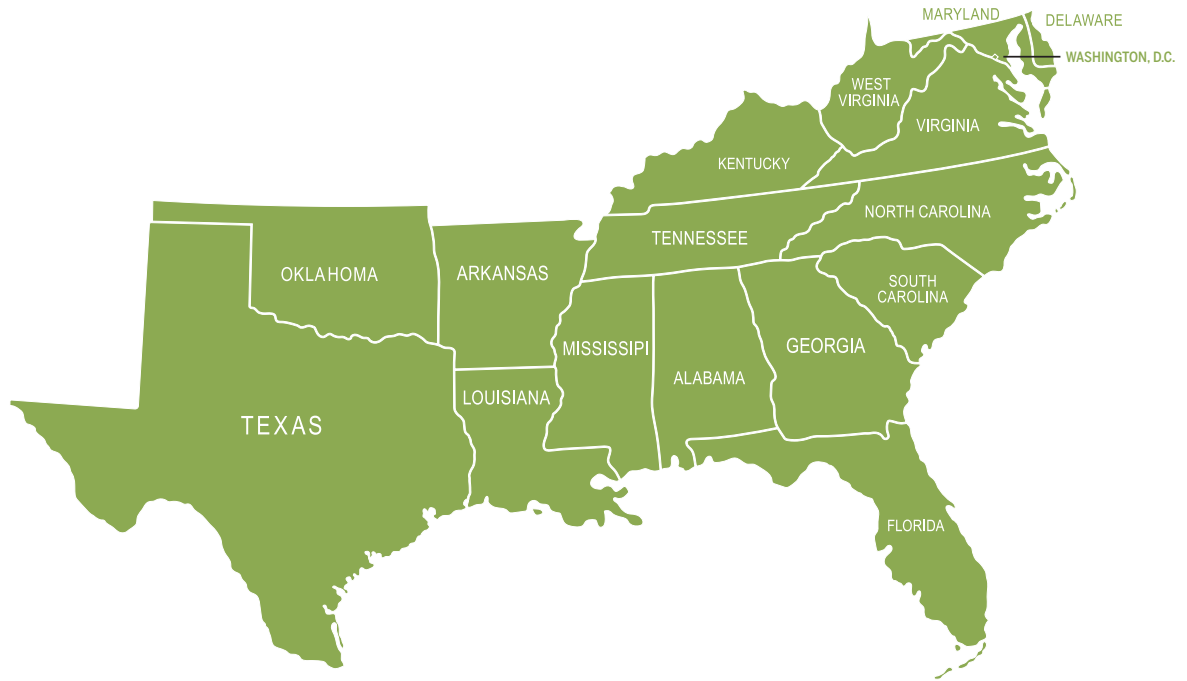 MARYLAND
DELAWARE
WASHINGTON, D.C.
WEST
VIRGINIA
VIRGINIA
KENTUCKY
NORTH CAROLINA
TENNESSEE
OKLAHOMA
ARKANSAS
SOUTH
CAROLINA
MISSISSIPI
GEORGIA
ALABAMA
LOUISIANA
TEXAS
FLORIDA